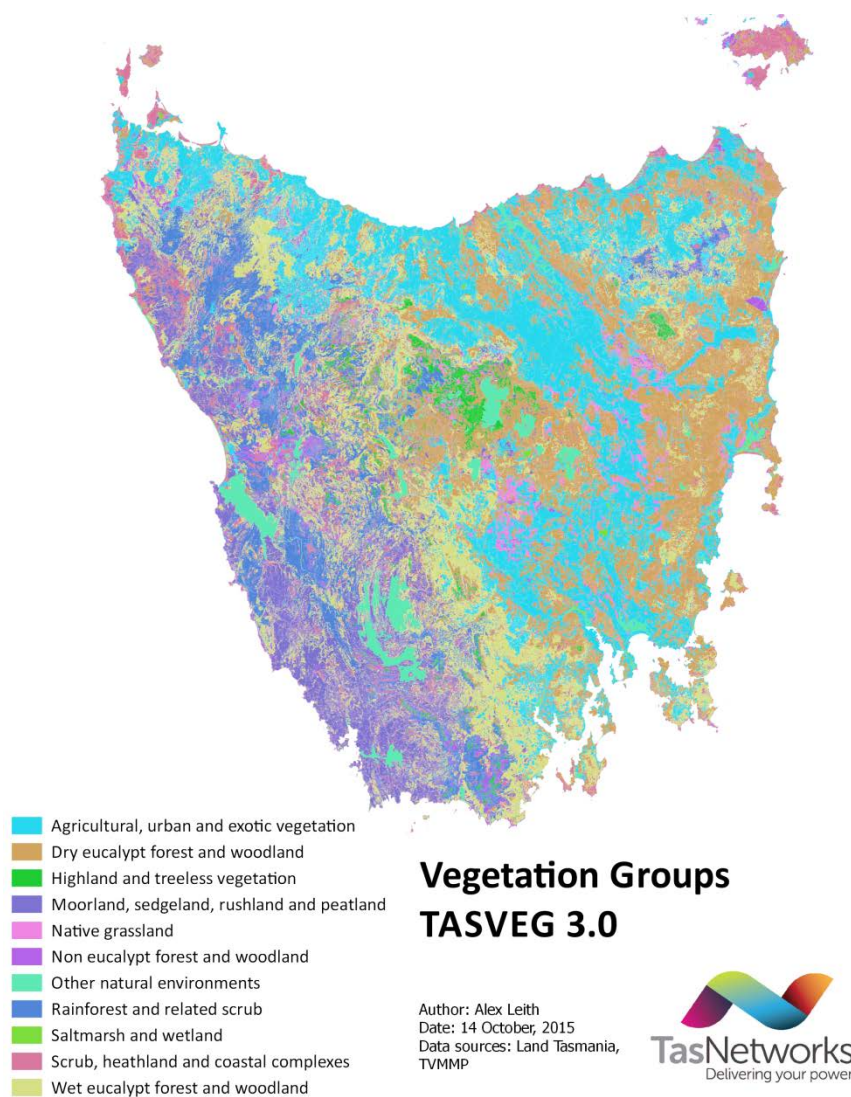 Agricultural, urban and exotic vegetation
Dry eucalypt forest and woodland
Highland and treeless vegetation
Moorland, sedgeland, rushland and peatland
Native grassland
Non eucalypt forest and woodland
Other natural environments
Rainforest and related scrub
Saltmarsh and wetland
Scrub, heathland and coastal complexes
Wet eucalypt forest and woodland
Vegetation Groups
TASVEG 3.0
Author: Alex Leith
Date: 14 October, 2015
Data sources: Land Tasmania,
TVMMP
TasNetworks
Delivering your power